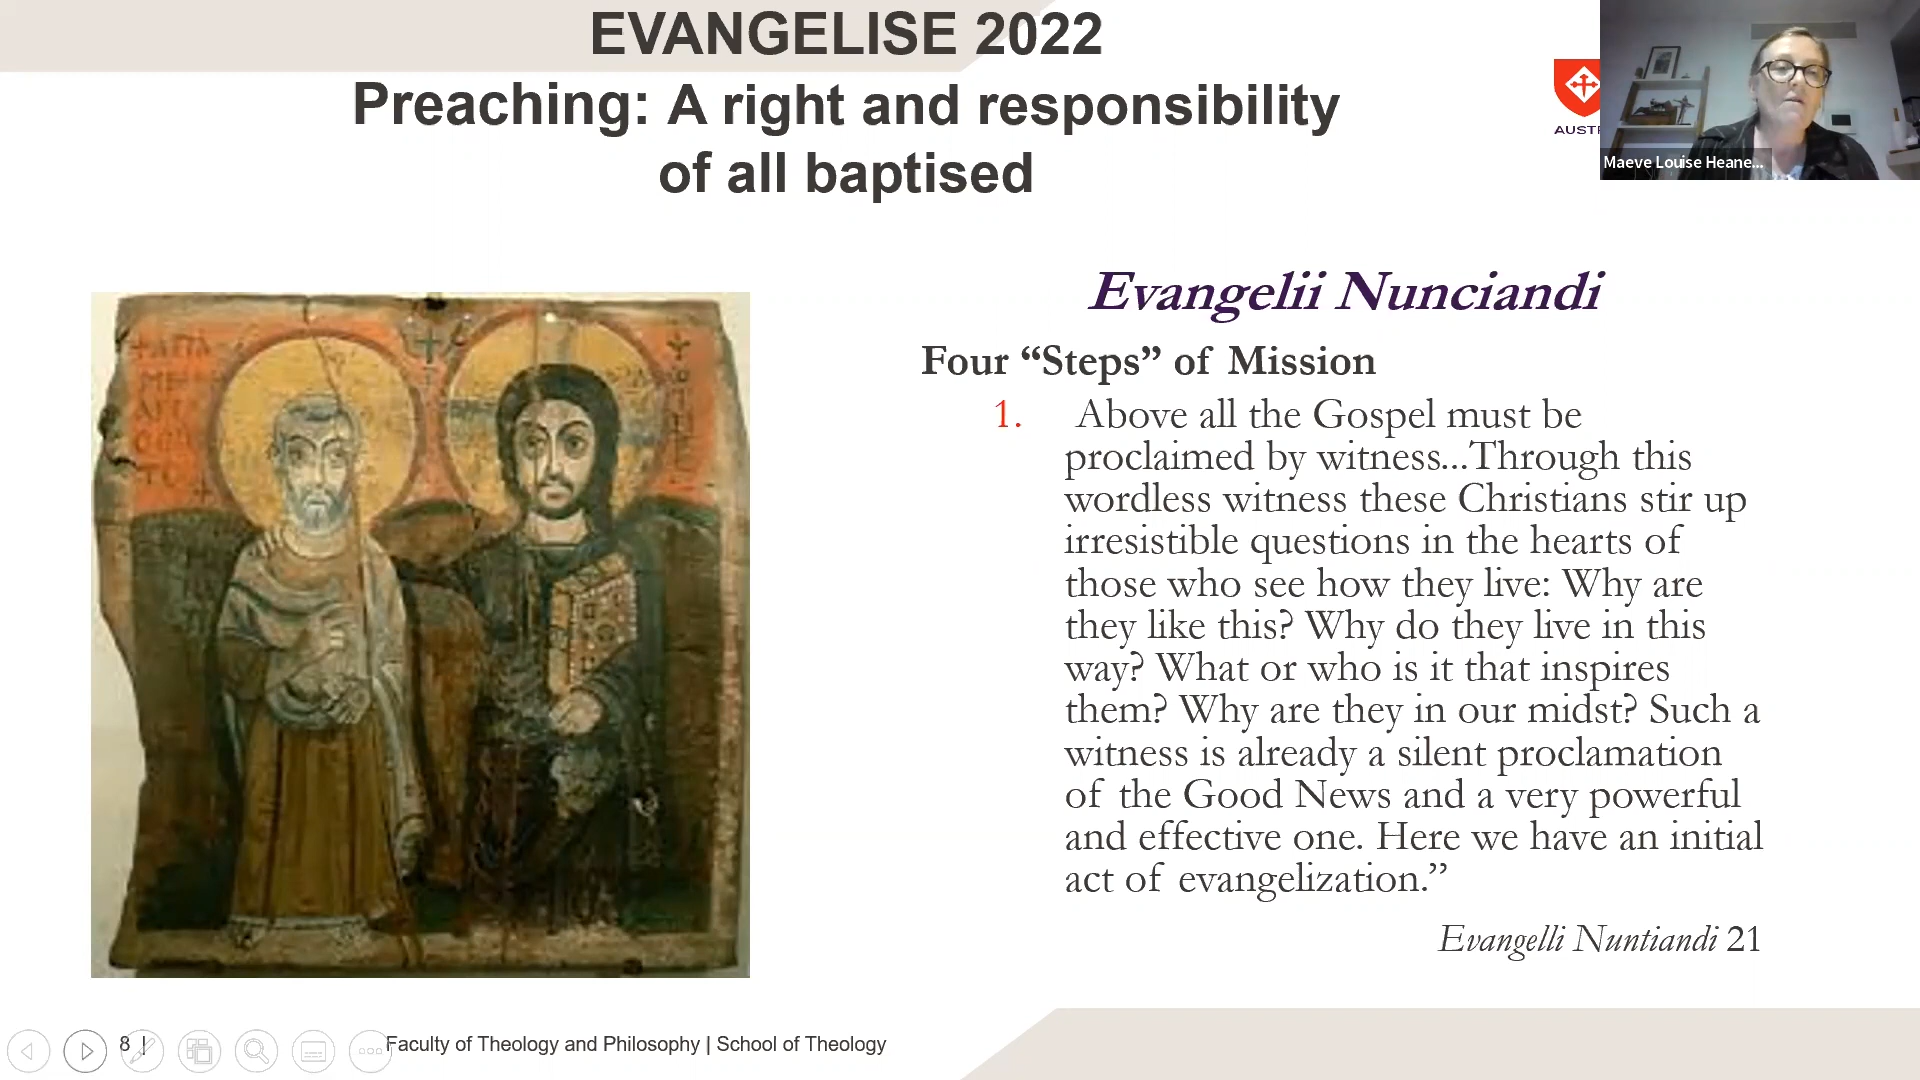 EVANGELISE 2022
Preaching: A right and responsibility
of all baptised
AUSTR
Maeve Louise Heane...
Evangelii Nunciandi
Four “Steps” of Mission
1. Above all the Gospel must be
proclaimed by witness...Through this
wordless witness these Christians stir up
irresistible questions in the hearts of
those who see how they live: Why are
they like this? Why do they live in this
way? What or who is it that inspires
them? Why are they in our midst? Such a
witness is already a silent proclamation
of the Good News and a very powerful
and effective one. Here we have an initial
act of evangelization.”
Evangelli Nuntiandi 21
8 |
Faculty of Theology and Philosophy | School of Theology